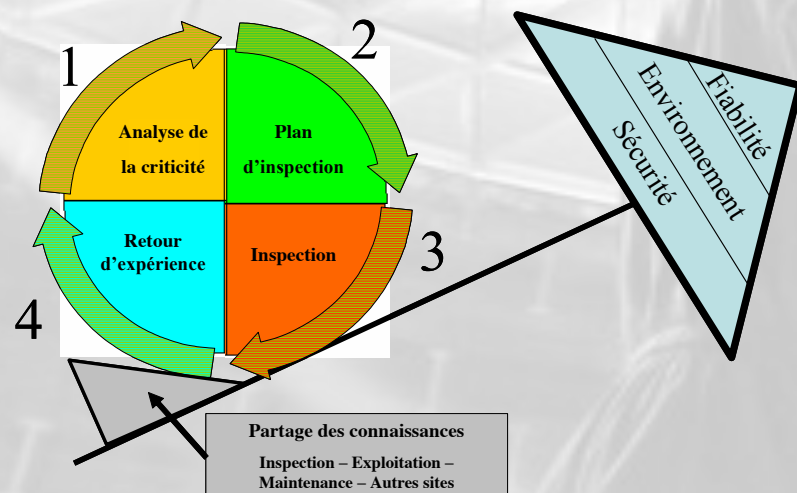 1
2
Analyse de
la criticité
Plan
d'inspection
Retour
d'expérience
Inspection
3
4
Sécurité
Environnement
Fiabilité
Partage des connaissances
Inspection – Exploitation –
Maintenance – Autres sites